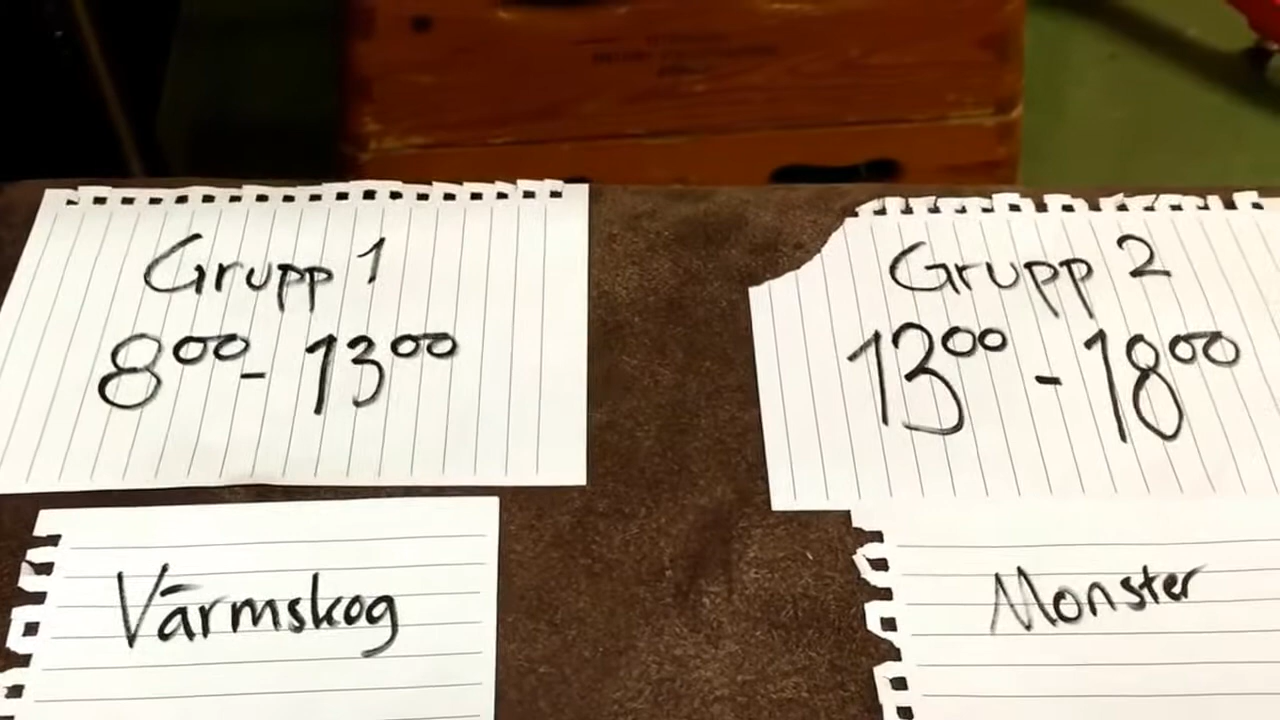 Grupp 1
8⁰⁰ - 13⁰⁰
Värmskog
Grupp 2
13⁰⁰ - 18⁰⁰
Monster